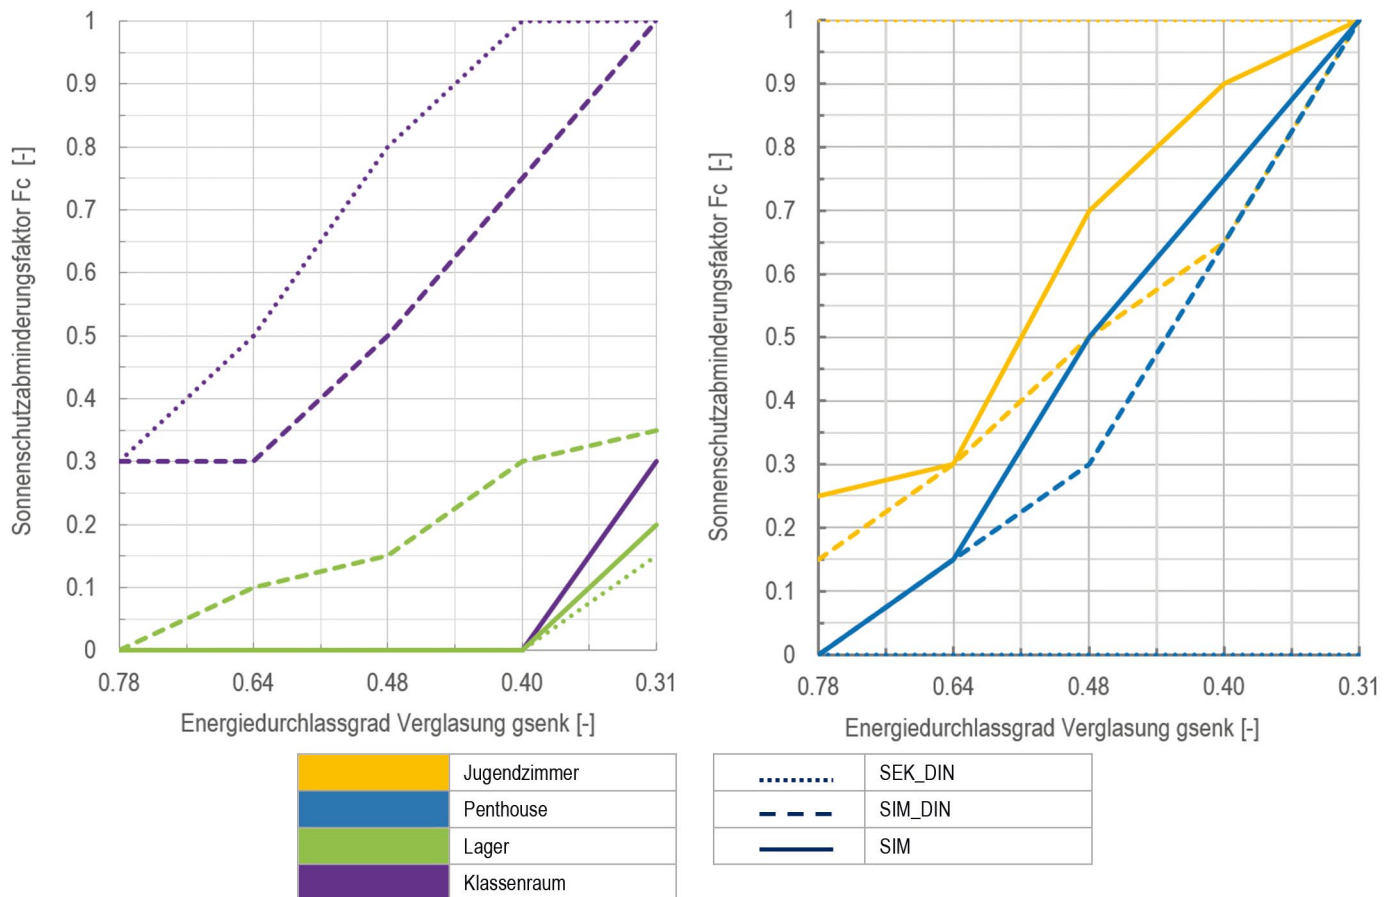 Sonnenschutzabminderungsfaktor Fc [-]
1
0.9
0.8
0.7
0.6
0.5
0.4
0.3
0.2
0.1
0
0.78 0.64 0.48 0.40 0.31
Energiedurchlassgrad Verglasung gsenk [-]
Sonnenschutzabminderungsfaktor Fc [-]
1
0.9
0.8
0.7
0.6
0.5
0.4
0.3
0.2
0.1
0
0.78 0.64 0.48 0.40 0.31
Energiedurchlassgrad Verglasung gsenk [-]
Jugendzimmer
Penthouse
Lager
Klassenraum
SEK_DIN
SIM_DIN
SIM